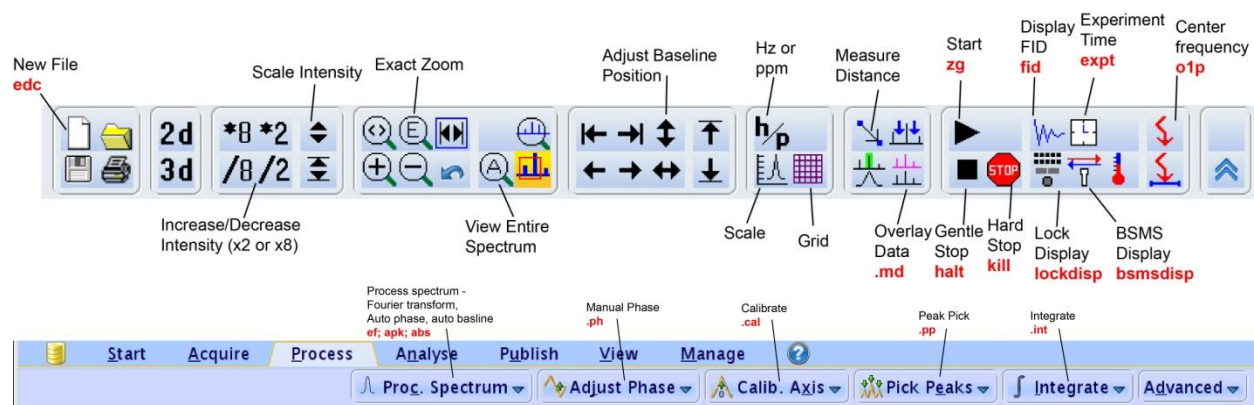 New File
edc
Scale Intensity
Exact Zoom
Adjust Baseline
Position
Hz or
ppm
Measure
Distance
Start
zg
Display
FID
fid
Experiment
Time
expt
Center
frequency
o1p
2d
*8 *2
E
h/p
3d
/8 /2
A
STOP
Increase/Decrease
Intensity (x2 or x8)
View Entire
Spectrum
Scale
Grid
Overlay
Data
.md
Gentle
Stop
halt
Hard
Stop
kill
Lock
Display
lockdisp
BSMS
Display
bsmsdisp
Process spectrum -
Fourier transform,
Auto phase, auto basline
ef; apk; abs
Manual Phase
.ph
Calibrate
.cal
Peak Pick
.pp
Integrate
.int
Start Acquire Process Analyse Publish View Manage ?
Proc. Spectrum Adjust Phase Calib. Axis Pick Peaks Integrate Advanced